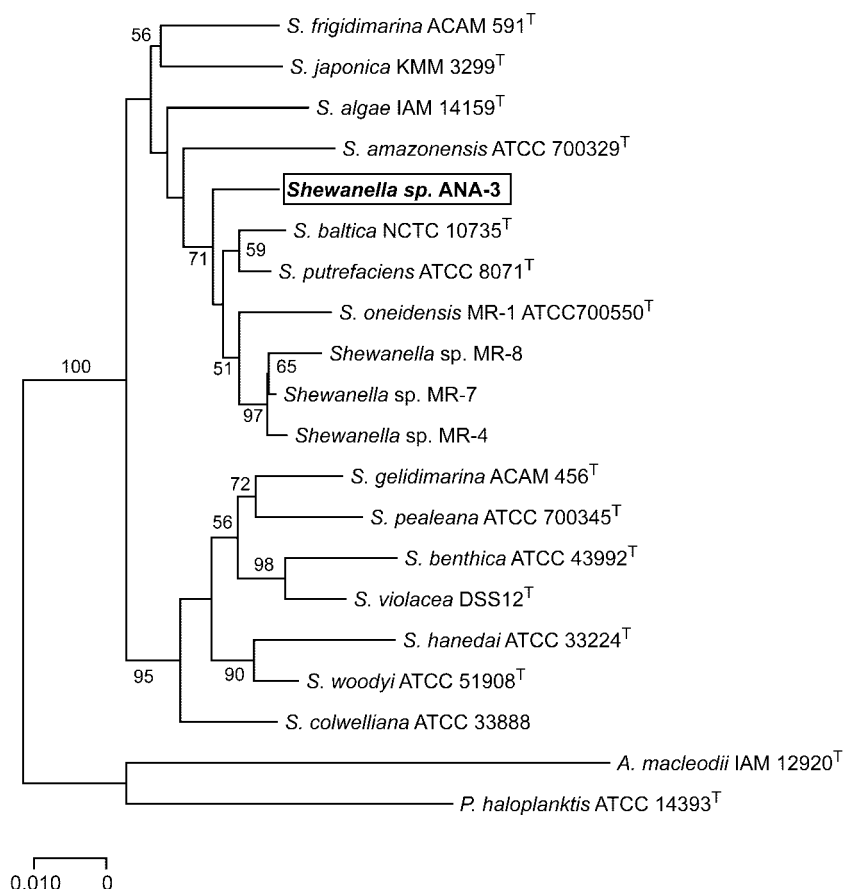 56
S. frigidimarina ACAM 591T
S. japonica KMM 3299T
S. algae IAM 14159T
S. amazonensis ATCC 700329T
Shewanella sp. ANA-3
71
S. baltica NCTC 10735T
59
S. putrefaciens ATCC 8071T
S. oneidensis MR-1 ATCC700550T
51
Shewanella sp. MR-8
65
100
Shewanella sp. MR-7
97
Shewanella sp. MR-4
S. gelidimarina ACAM 456T
72
S. pealeana ATCC 700345T
56
S. benthica ATCC 43992T
98
S. violacea DSS12T
S. hanedai ATCC 33224T
95
90
S. woodyi ATCC 51908T
S. colwelliana ATCC 33888
A. macleodii IAM 12920T
P. haloplanktis ATCC 14393T
0.010 0